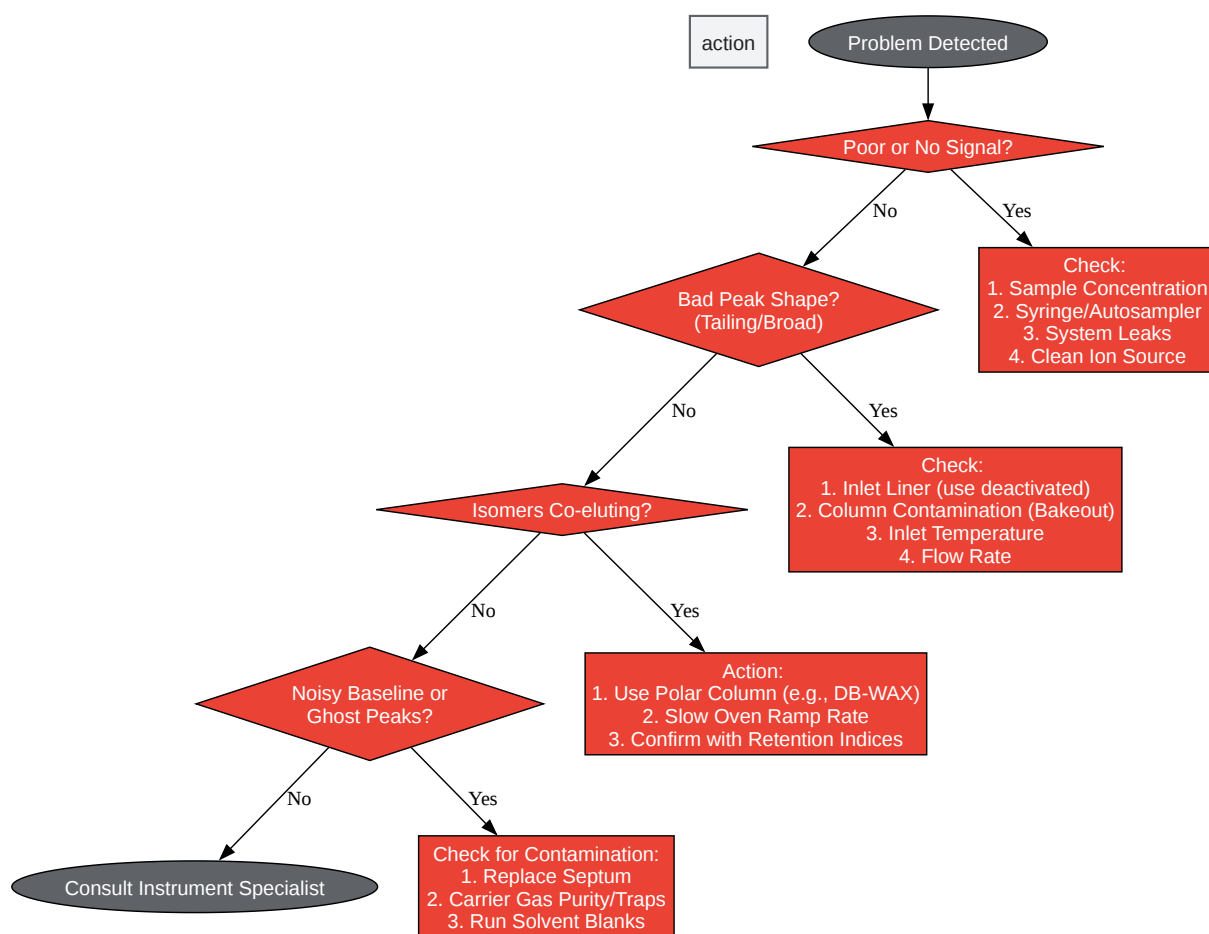 action
Problem Detected
Poor or No Signal?
No
Yes
Bad Peak Shape?
(Tailing/Broad)
Check:
1. Sample Concentration
2. Syringe/Autosampler
3. System Leaks
4. Clean Ion Source
No
Yes
Isomers Co-eluting?
Check:
1. Inlet Liner (use deactivated)
2. Column Contamination (Bakeout)
3. Inlet Temperature
4. Flow Rate
No
Yes
Noisy Baseline or
Ghost Peaks?
Action:
1. Use Polar Column (e.g., DB-WAX)
2. Slow Oven Ramp Rate
3. Confirm with Retention Indices
No
Yes
Consult Instrument Specialist
Check for Contamination:
1. Replace Septum
2. Carrier Gas Purity/Traps
3. Run Solvent Blanks